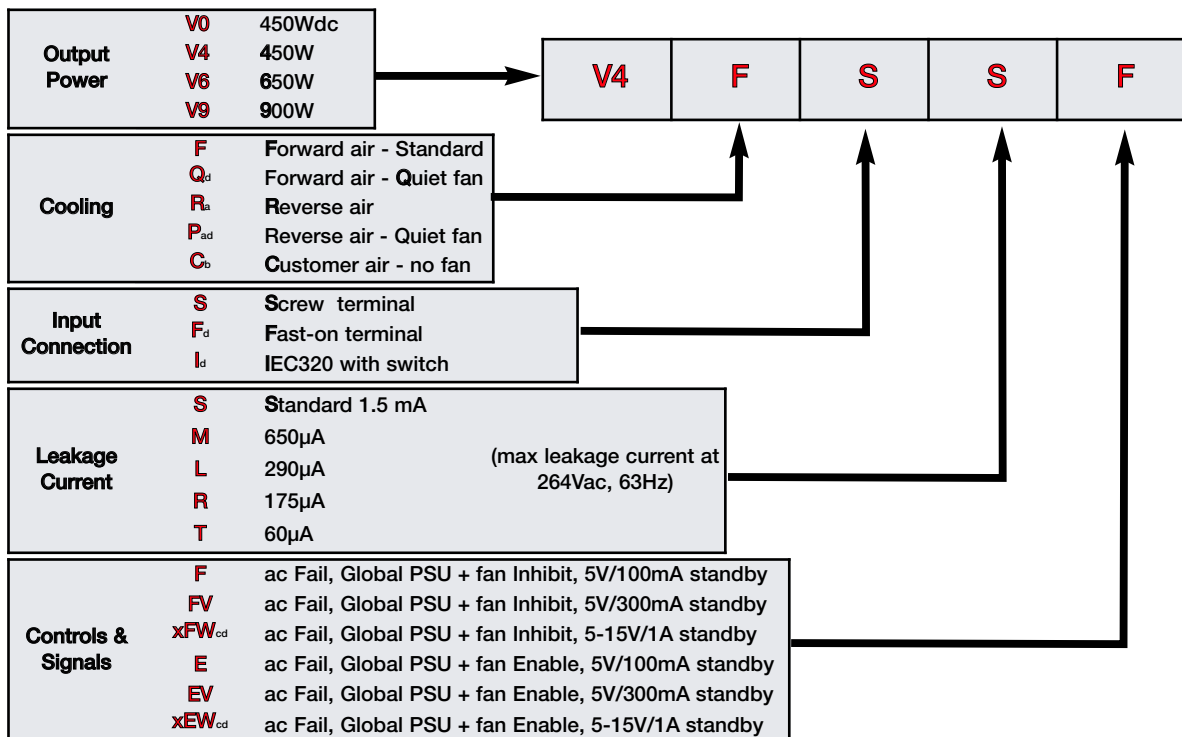 Output Power
V0 450Wdc
V4 450W
V6 650W
V9 900W
V4 F S S F
Cooling
F Forward air - Standard
Qd Forward air - Quiet fan
Ra Reverse air
Pad Reverse air - Quiet fan
Cb Customer air - no fan
Input Connection
S Screw terminal
Fd Fast-on terminal
Id IEC320 with switch
Leakage Current
S Standard 1.5 mA
M 650µA
L 290µA
R 175µA
T 60µA
(max leakage current at
264Vac, 63Hz)
Controls & Signals
F ac Fail, Global PSU + fan Inhibit, 5V/100mA standby
FV ac Fail, Global PSU + fan Inhibit, 5V/300mA standby
xFWcd ac Fail, Global PSU + fan Inhibit, 5-15V/1A standby
E ac Fail, Global PSU + fan Enable, 5V/100mA standby
EV ac Fail, Global PSU + fan Enable, 5V/300mA standby
xEWcd ac Fail, Global PSU + fan Enable, 5-15V/1A standby